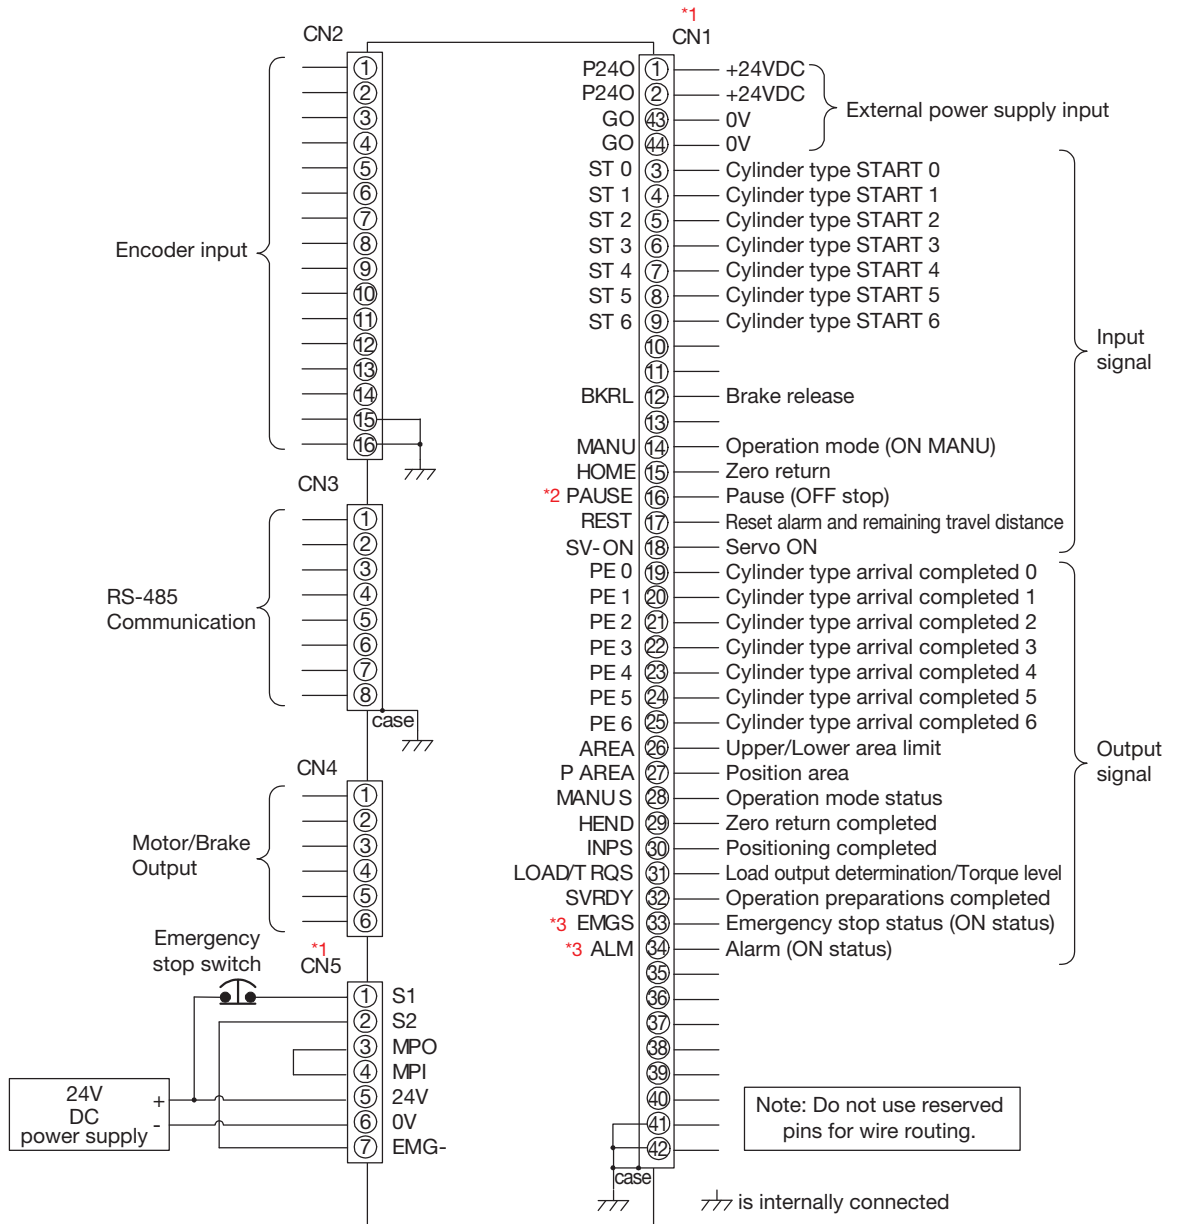 CN2
1
2
3
4
5
6
7
8
9
10
11
12
13
14
15
16
Encoder input
CN3
1
2
3
4
5
6
7
8
case
RS-485
Communication
CN4
1
2
3
4
5
6
Motor/Brake
Output
Emergency
stop switch
*1
CN5
1 S1
2 S2
3 MPO
4 MPI
5 24V
6 0V
7 EMG-
24V
DC
power supply
+
-
*1
CN1
P24O 1 +24VDC
P24O 2 +24VDC
GO 43 0V
GO 44 0V
External power supply input
ST 0 3 Cylinder type START 0
ST 1 4 Cylinder type START 1
ST 2 5 Cylinder type START 2
ST 3 6 Cylinder type START 3
ST 4 7 Cylinder type START 4
ST 5 8 Cylinder type START 5
ST 6 9 Cylinder type START 6
10
11
BKRL 12 Brake release
13
MANU 14 Operation mode (ON MANU)
HOME 15 Zero return
*2 PAUSE 16 Pause (OFF stop)
REST 17 Reset alarm and remaining travel distance
SV-ON 18 Servo ON
Input
signal
PE 0 19 Cylinder type arrival completed 0
PE 1 20 Cylinder type arrival completed 1
PE 2 21 Cylinder type arrival completed 2
PE 3 22 Cylinder type arrival completed 3
PE 4 23 Cylinder type arrival completed 4
PE 5 24 Cylinder type arrival completed 5
PE 6 25 Cylinder type arrival completed 6
AREA 26 Upper/Lower area limit
P AREA 27 Position area
MANU S 28 Operation mode status
HEND 29 Zero return completed
INPS 30 Positioning completed
LOAD/T RQS 31 Load output determination/Torque level
SVRDY 32 Operation preparations completed
*3 EMGS 33 Emergency stop status (ON status)
*3 ALM 34 Alarm (ON status)
Output
signal
35
36
37
38
39
40
41
42
case
Note: Do not use reserved
pins for wire routing.
is internally connected